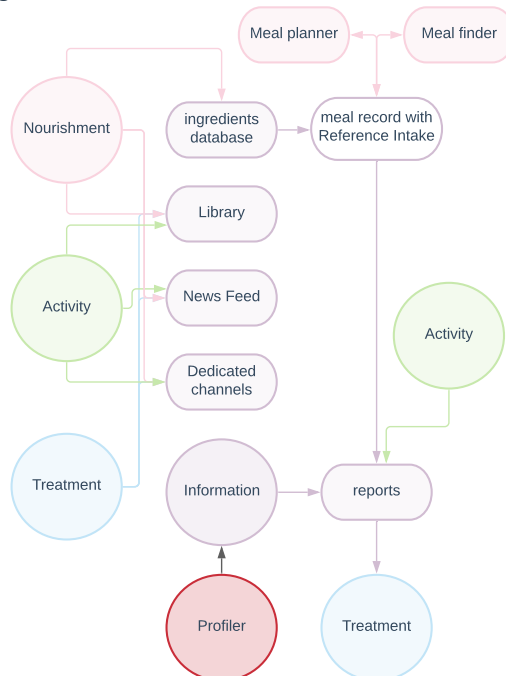 Meal planner
Meal finder
Nourishment
ingredients
database
meal record with
Reference Intake
Library
Activity
News Feed
Activity
Dedicated
channels
Treatment
Information
reports
Profiler
Treatment